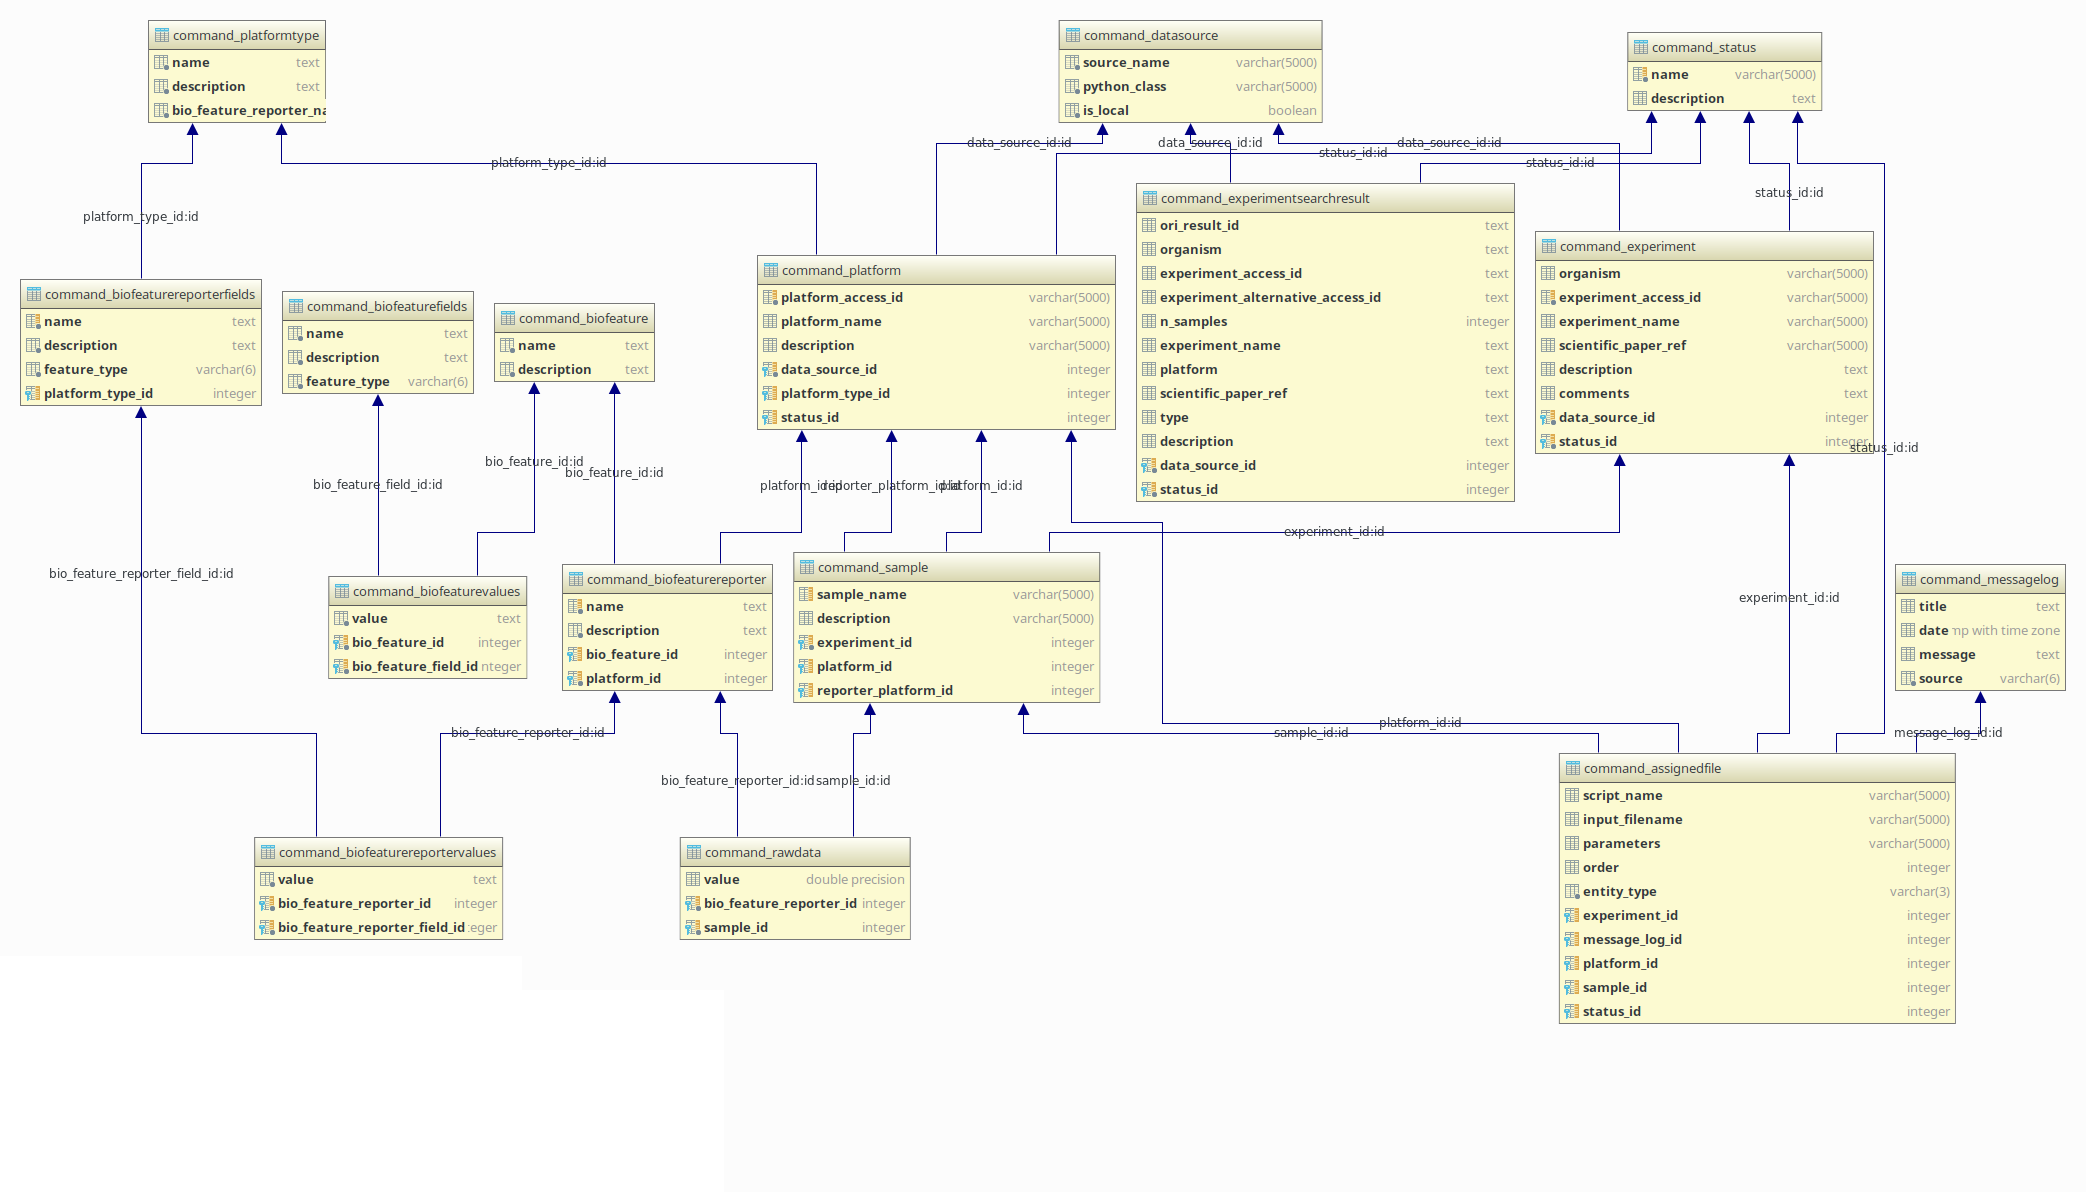 command_platformtype
name text
description text
bio_feature_reporter_na
command_datasource
source_name varchar(5000)
python_class varchar(5000)
is_local boolean
command_status
name varchar(5000)
description text
data_source_id:id
data_source_id:id
data_source_id:id
status_id:id
platform_type_id:id
status_id:id
status_id:id
platform_type_id:id
command_experimentsearchresult
ori_result_id text
organism text
experiment_access_id text
experiment_alternative_access_id text
n_samples integer
experiment_name text
platform text
scientific_paper_ref text
type text
description text
data_source_id integer
status_id integer
command_experiment
organism varchar(5000)
experiment_access_id varchar(5000)
experiment_name varchar(5000)
scientific_paper_ref varchar(5000)
description text
comments text
data_source_id integer
status_id integer
status_id:id
command_platform
platform_access_id varchar(5000)
platform_name varchar(5000)
description varchar(5000)
data_source_id integer
platform_type_id integer
status_id integer
command_biofeaturereporterfields
name text
description text
feature_type varchar(6)
platform_type_id integer
command_biofeaturefields
name text
description text
feature_type varchar(6)
command_biofeature
name text
description text
bio_feature_id:id
bio_feature_id:id
bio_feature_field_id:id
platform_id:id
reporter_platform_id:id
platform_id:id
experiment_id:id
bio_feature_reporter_field_id:id
experiment_id:id
command_biofeaturevalues
value text
bio_feature_id integer
bio_feature_field_id nteger
command_biofeaturereporter
name text
description text
bio_feature_id integer
platform_id integer
command_sample
sample_name varchar(5000)
description varchar(5000)
experiment_id integer
platform_id integer
reporter_platform_id integer
command_messagelog
title text
date mp with time zone
message text
source varchar(6)
platform_id:id
bio_feature_reporter_id:id
sample_id:id
message_log_id:id
bio_feature_reporter_id:id
sample_id:id
command_biofeaturereportervalues
value text
bio_feature_reporter_id integer
bio_feature_reporter_field_id eger
command_rawdata
value double precision
bio_feature_reporter_id integer
sample_id integer
command_assignedfile
script_name varchar(5000)
input_filename varchar(5000)
parameters varchar(5000)
order integer
entity_type varchar(3)
experiment_id integer
message_log_id integer
platform_id integer
sample_id integer
status_id integer